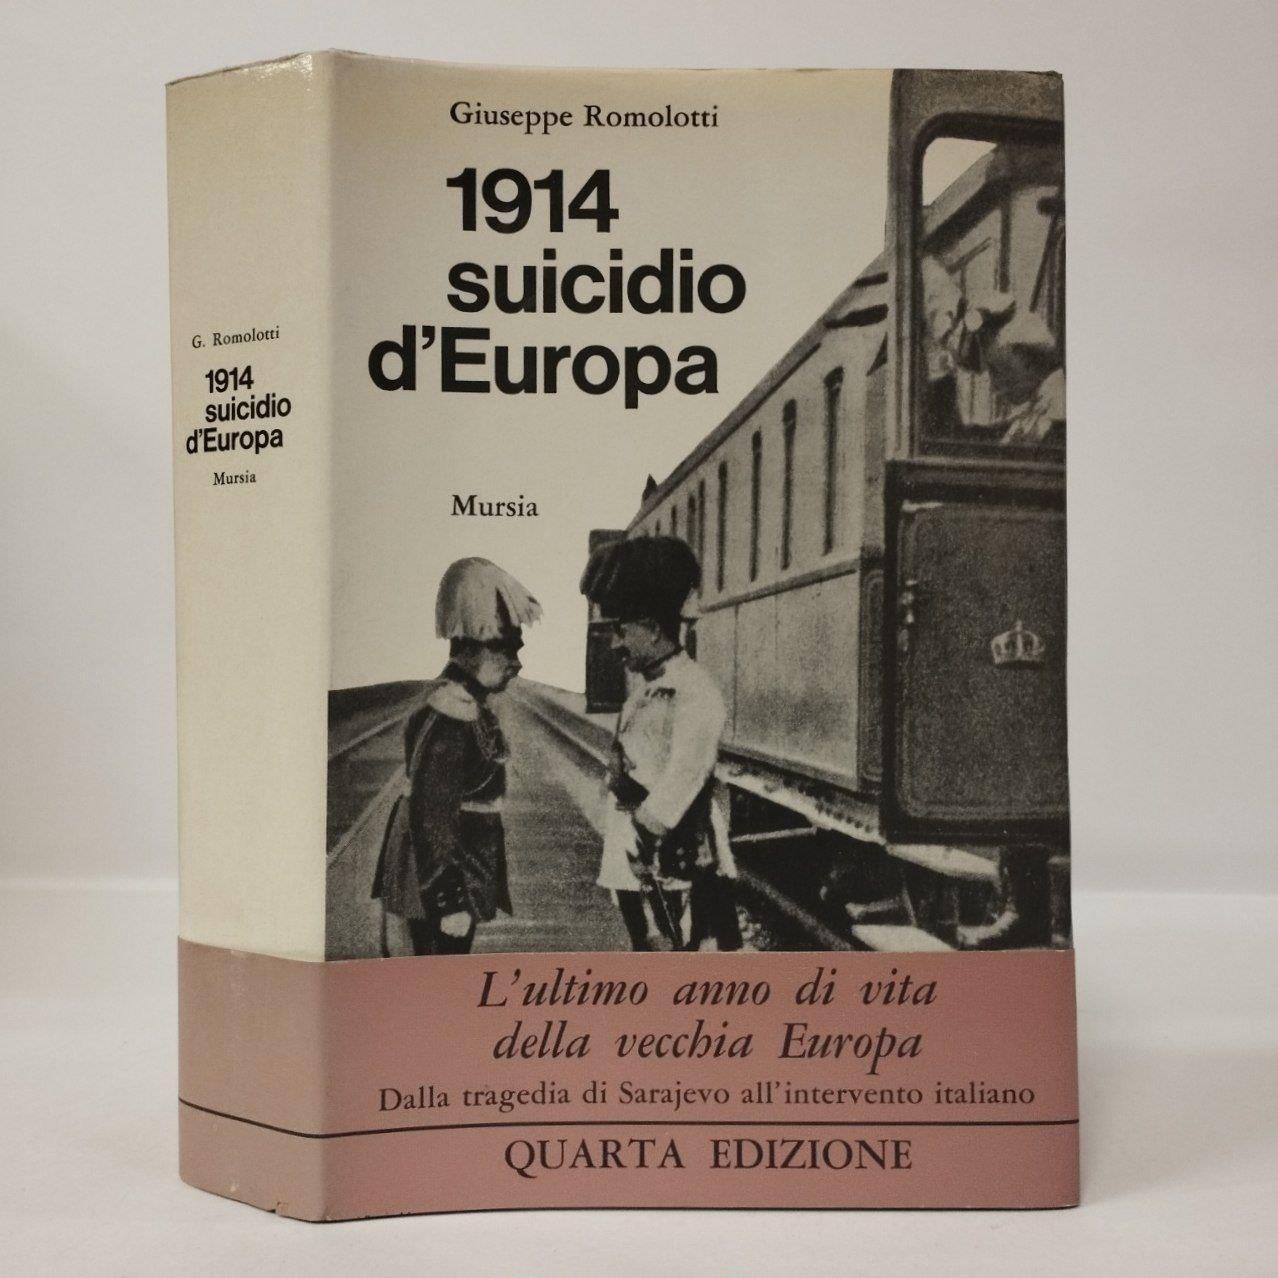 G. Romolotti
1914
suicidio
d'Europa
Mursia
Giuseppe Romolotti
1914
suicidio
d'Europa
Mursia
L'ultimo anno di vita
della vecchia Europa
Dalla tragedia di Sarajevo all'intervento italiano
QUARTA EDIZIONE